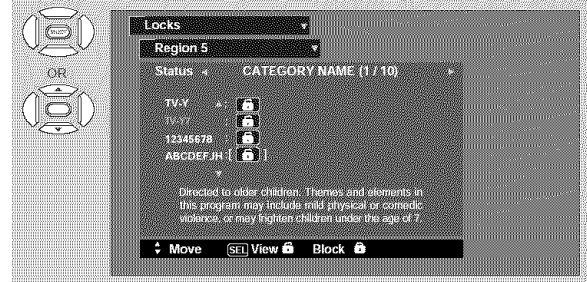 Locks
Region 5
OR
Status CATEGORY NAME (1 / 10)
TV-Y :
TV-Y7
12345678 :
ABCDEFJH :[ ]
Directed to older children. Themes and elements in
this program may include mild physical or comedic
violence, or may frighten children under the age of 7.
Move SEL View Block